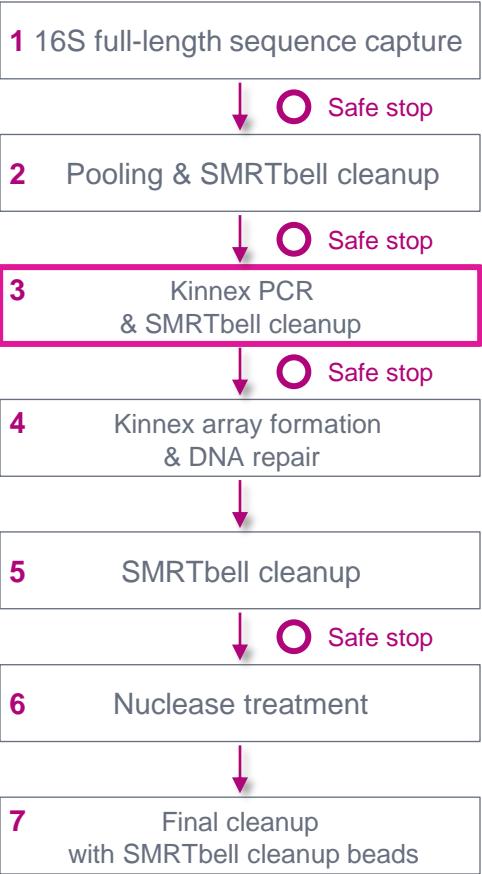 1 16S full-length sequence capture
Safe stop
2 Pooling & SMRTbell cleanup
Safe stop
3 Kinnex PCR
& SMRTbell cleanup
Safe stop
4 Kinnex array formation
& DNA repair
5 SMRTbell cleanup
Safe stop
6 Nuclease treatment
7 Final cleanup
with SMRTbell cleanup beads